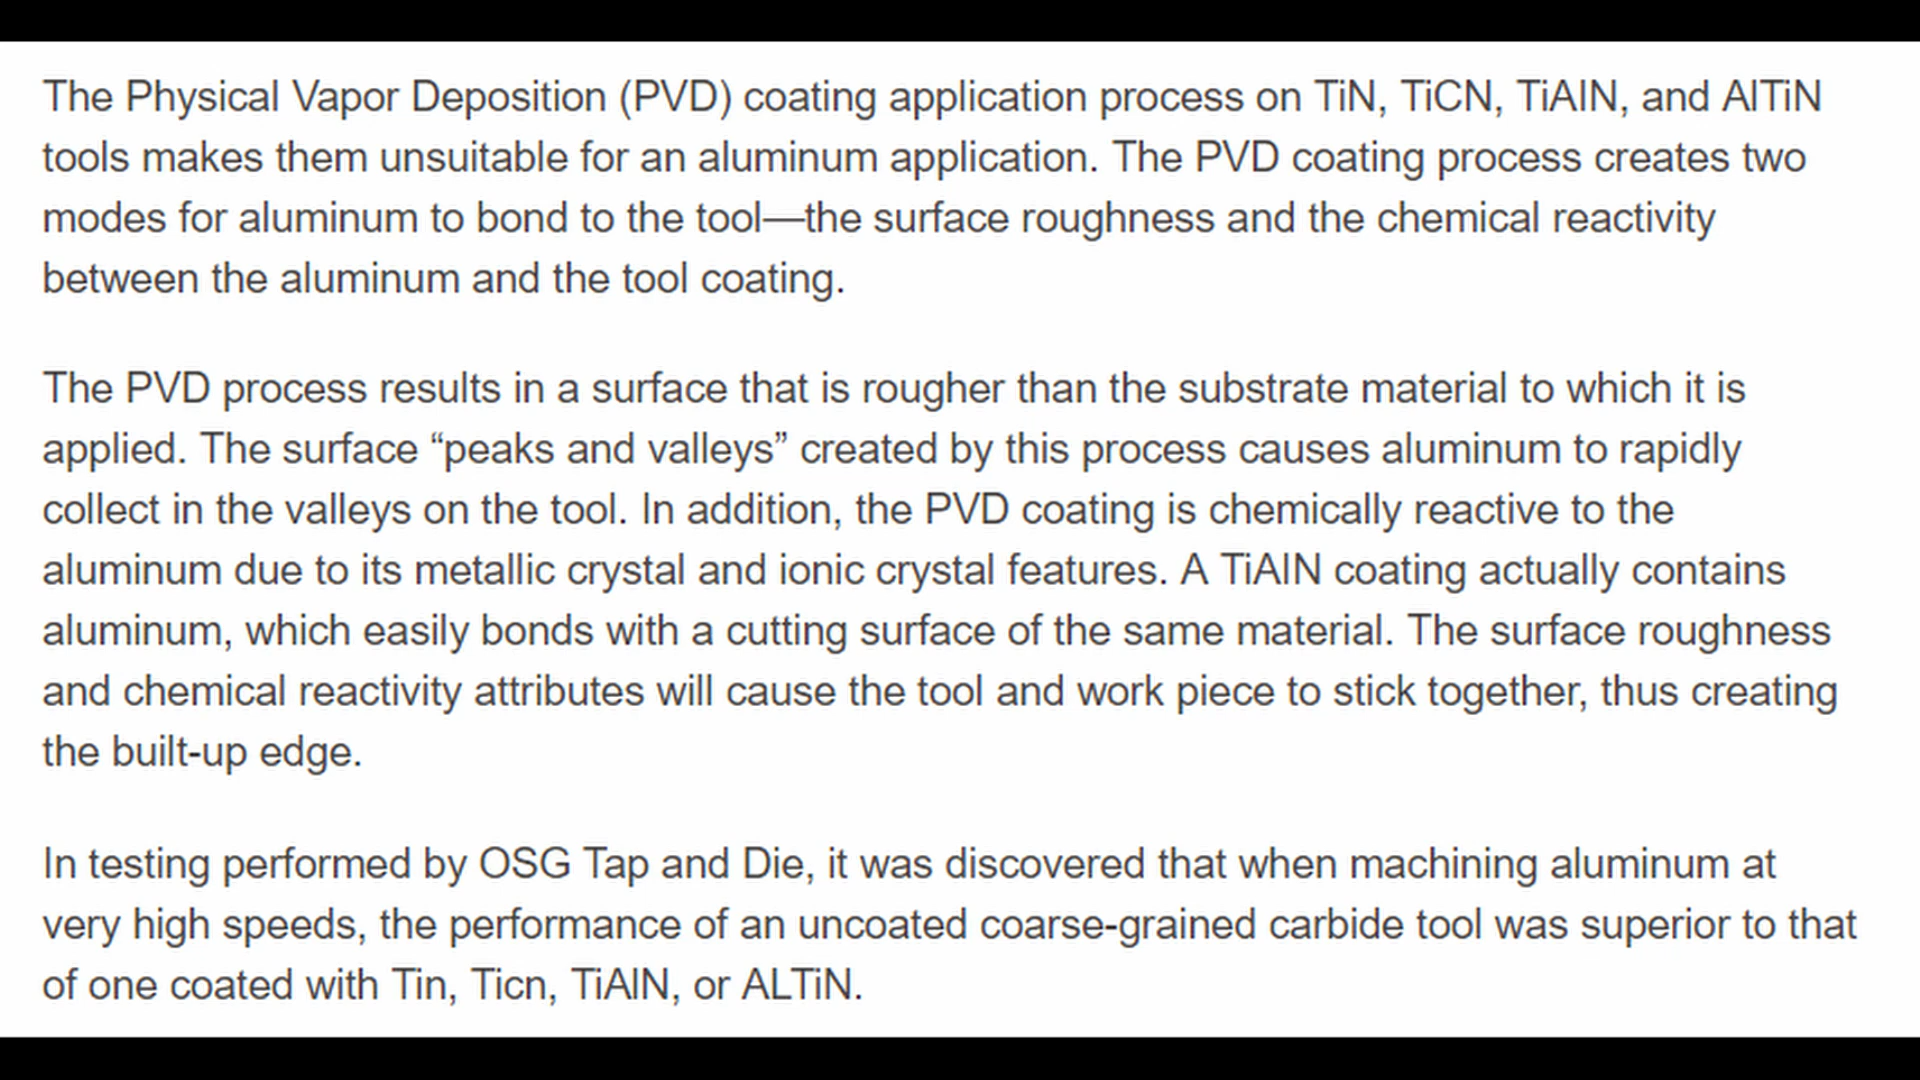 The Physical Vapor Deposition (PVD) coating application process on TiN, TiCN, TiAlN, and AlTiN
tools makes them unsuitable for an aluminum application. The PVD coating process creates two
modes for aluminum to bond to the tool—the surface roughness and the chemical reactivity
between the aluminum and the tool coating.
The PVD process results in a surface that is rougher than the substrate material to which it is
applied. The surface “peaks and valleys” created by this process causes aluminum to rapidly
collect in the valleys on the tool. In addition, the PVD coating is chemically reactive to the
aluminum due to its metallic crystal and ionic crystal features. A TiAlN coating actually contains
aluminum, which easily bonds with a cutting surface of the same material. The surface roughness
and chemical reactivity attributes will cause the tool and work piece to stick together, thus creating
the built-up edge.
In testing performed by OSG Tap and Die, it was discovered that when machining aluminum at
very high speeds, the performance of an uncoated coarse-grained carbide tool was superior to that
of one coated with Tin, Ticn, TiAlN, or ALTiN.